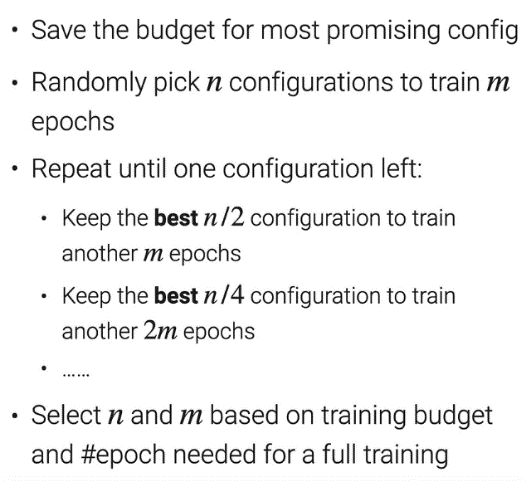 • Save the budget for most promising config
• Randomly pick n configurations to train m
epochs
• Repeat until one configuration left:
• Keep the best n/2 configuration to train
another m epochs
• Keep the best n/4 configuration to train
another 2m epochs
• ......
• Select n and m based on training budget
and #epoch needed for a full training